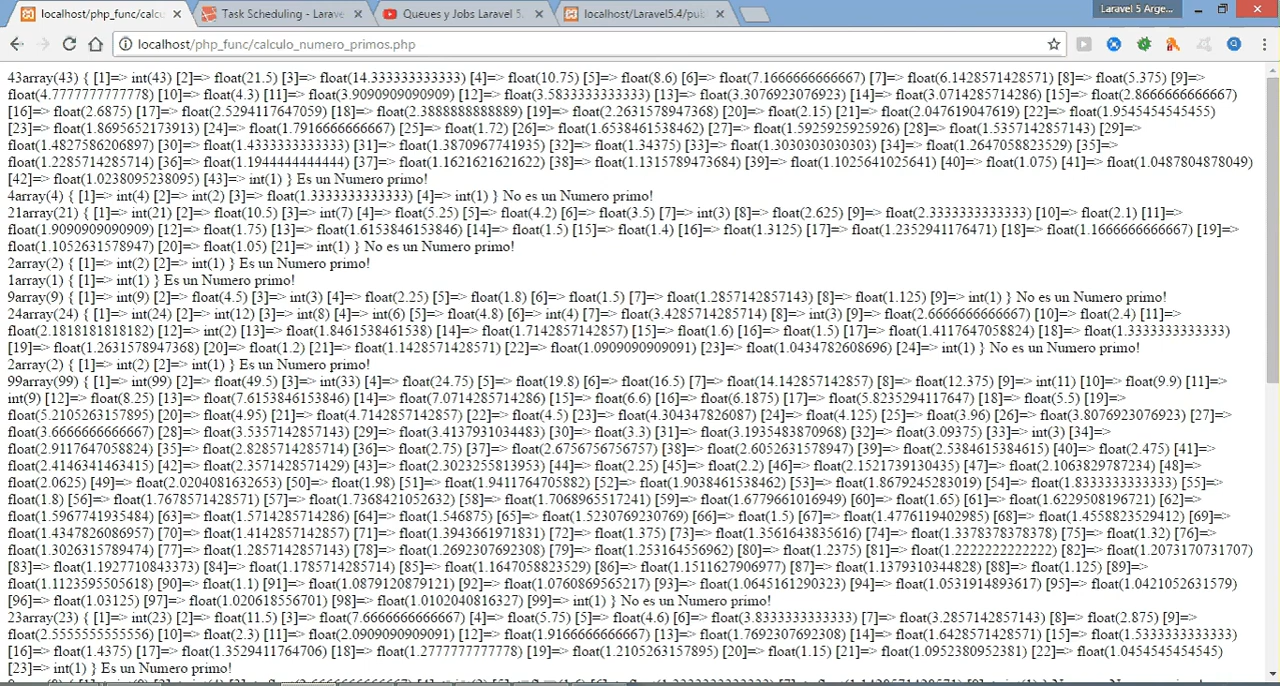 localhost/php_func/calcu
Task Scheduling - Larave
Queues y Jobs Laravel 5.
localhost/Laravel5.4/pub
Laravel 5 Arge...
localhost/php_func/calculo_numero_primos.php
43array(43) { [1]=> int(43) [2]=> float(21.5) [3]=> float(14.333333333333) [4]=> float(10.75) [5]=> float(8.6) [6]=> float(7.1666666666667) [7]=> float(6.1428571428571) [8]=> float(5.375) [9]=>
float(4.7777777777778) [10]=> float(4.3) [11]=> float(3.9090909090909) [12]=> float(3.5833333333333) [13]=> float(3.3076923076923) [14]=> float(3.0714285714286) [15]=> float(2.8666666666667)
[16]=> float(2.6875) [17]=> float(2.5294117647059) [18]=> float(2.3888888888889) [19]=> float(2.2631578947368) [20]=> float(2.15) [21]=> float(2.047619047619) [22]=> float(1.9545454545455)
[23]=> float(1.8695652173913) [24]=> float(1.7916666666667) [25]=> float(1.72) [26]=> float(1.6538461538462) [27]=> float(1.5925925925926) [28]=> float(1.5357142857143) [29]=>
float(1.4827586206897) [30]=> float(1.4333333333333) [31]=> float(1.3870967741935) [32]=> float(1.34375) [33]=> float(1.3030303030303) [34]=> float(1.2647058823529) [35]=>
float(1.2285714285714) [36]=> float(1.1944444444444) [37]=> float(1.1621621621622) [38]=> float(1.1315789473684) [39]=> float(1.1025641025641) [40]=> float(1.075) [41]=> float(1.0487804878049)
[42]=> float(1.0238095238095) [43]=> int(1) } Es un Numero primo!
4array(4) { [1]=> int(4) [2]=> int(2) [3]=> float(1.3333333333333) [4]=> int(1) } No es un Numero primo!
21array(21) { [1]=> int(21) [2]=> float(10.5) [3]=> int(7) [4]=> float(5.25) [5]=> float(4.2) [6]=> float(3.5) [7]=> int(3) [8]=> float(2.625) [9]=> float(2.3333333333333) [10]=> float(2.1) [11]=>
float(1.9090909090909) [12]=> float(1.75) [13]=> float(1.6153846153846) [14]=> float(1.5) [15]=> float(1.4) [16]=> float(1.3125) [17]=> float(1.2352941176471) [18]=> float(1.1666666666667) [19]=>
float(1.1052631578947) [20]=> float(1.05) [21]=> int(1) } No es un Numero primo!
2array(2) { [1]=> int(2) [2]=> int(1) } Es un Numero primo!
1array(1) { [1]=> int(1) } Es un Numero primo!
9array(9) { [1]=> int(9) [2]=> float(4.5) [3]=> int(3) [4]=> float(2.25) [5]=> float(1.8) [6]=> float(1.5) [7]=> float(1.2857142857143) [8]=> float(1.125) [9]=> int(1) } No es un Numero primo!
24array(24) { [1]=> int(24) [2]=> int(12) [3]=> int(8) [4]=> int(6) [5]=> float(4.8) [6]=> int(4) [7]=> float(3.4285714285714) [8]=> int(3) [9]=> float(2.6666666666667) [10]=> float(2.4) [11]=>
float(2.1818181818182) [12]=> int(2) [13]=> float(1.8461538461538) [14]=> float(1.7142857142857) [15]=> float(1.6) [16]=> float(1.5) [17]=> float(1.4117647058824) [18]=> float(1.3333333333333)
[19]=> float(1.2631578947368) [20]=> float(1.2) [21]=> float(1.1428571428571) [22]=> float(1.0909090909091) [23]=> float(1.0434782608696) [24]=> int(1) } No es un Numero primo!
2array(2) { [1]=> int(2) [2]=> int(1) } Es un Numero primo!
99array(99) { [1]=> int(99) [2]=> float(49.5) [3]=> int(33) [4]=> float(24.75) [5]=> float(19.8) [6]=> float(16.5) [7]=> float(14.142857142857) [8]=> float(12.375) [9]=> int(11) [10]=> float(9.9) [11]=>
int(9) [12]=> float(8.25) [13]=> float(7.6153846153846) [14]=> float(7.0714285714286) [15]=> float(6.6) [16]=> float(6.1875) [17]=> float(5.8235294117647) [18]=> float(5.5) [19]=>
float(5.2105263157895) [20]=> float(4.95) [21]=> float(4.7142857142857) [22]=> float(4.5) [23]=> float(4.304347826087) [24]=> float(4.125) [25]=> float(3.96) [26]=> float(3.8076923076923) [27]=>
float(3.6666666666667) [28]=> float(3.5357142857143) [29]=> float(3.4137931034483) [30]=> float(3.3) [31]=> float(3.1935483870968) [32]=> float(3.09375) [33]=> int(3) [34]=>
float(2.9117647058824) [35]=> float(2.8285714285714) [36]=> float(2.75) [37]=> float(2.6756756756757) [38]=> float(2.6052631578947) [39]=> float(2.5384615384615) [40]=> float(2.475) [41]=>
float(2.4146341463415) [42]=> float(2.3571428571429) [43]=> float(2.3023255813953) [44]=> float(2.25) [45]=> float(2.2) [46]=> float(2.1521739130435) [47]=> float(2.1063829787234) [48]=>
float(2.0625) [49]=> float(2.0204081632653) [50]=> float(1.98) [51]=> float(1.9411764705882) [52]=> float(1.9038461538462) [53]=> float(1.8679245283019) [54]=> float(1.8333333333333) [55]=>
float(1.8) [56]=> float(1.7678571428571) [57]=> float(1.7368421052632) [58]=> float(1.7068965517241) [59]=> float(1.6779661016949) [60]=> float(1.65) [61]=> float(1.6229508196721) [62]=>
float(1.5967741935484) [63]=> float(1.5714285714286) [64]=> float(1.546875) [65]=> float(1.5230769230769) [66]=> float(1.5) [67]=> float(1.4776119402985) [68]=> float(1.4558823529412) [69]=>
float(1.4347826086957) [70]=> float(1.4142857142857) [71]=> float(1.3943661971831) [72]=> float(1.375) [73]=> float(1.3561643835616) [74]=> float(1.3378378378378) [75]=> float(1.32) [76]=>
float(1.3026315789474) [77]=> float(1.2857142857143) [78]=> float(1.2692307692308) [79]=> float(1.253164556962) [80]=> float(1.2375) [81]=> float(1.2222222222222) [82]=> float(1.2073170731707)
[83]=> float(1.1927710843373) [84]=> float(1.1785714285714) [85]=> float(1.1647058823529) [86]=> float(1.1511627906977) [87]=> float(1.1379310344828) [88]=> float(1.125) [89]=>
float(1.1123595505618) [90]=> float(1.1) [91]=> float(1.0879120879121) [92]=> float(1.0760869565217) [93]=> float(1.0645161290323) [94]=> float(1.0531914893617) [95]=> float(1.0421052631579)
[96]=> float(1.03125) [97]=> float(1.020618556701) [98]=> float(1.0102040816327) [99]=> int(1) } No es un Numero primo!
23array(23) { [1]=> int(23) [2]=> float(11.5) [3]=> float(7.6666666666667) [4]=> float(5.75) [5]=> float(4.6) [6]=> float(3.8333333333333) [7]=> float(3.2857142857143) [8]=> float(2.875) [9]=>
float(2.5555555555556) [10]=> float(2.3) [11]=> float(2.0909090909091) [12]=> float(1.9166666666667) [13]=> float(1.7692307692308) [14]=> float(1.6428571428571) [15]=> float(1.5333333333333)
[16]=> float(1.4375) [17]=> float(1.3529411764706) [18]=> float(1.2777777777778) [19]=> float(1.2105263157895) [20]=> float(1.15) [21]=> float(1.0952380952381) [22]=> float(1.0454545454545)
[23]=> int(1) } Es un Numero primo!